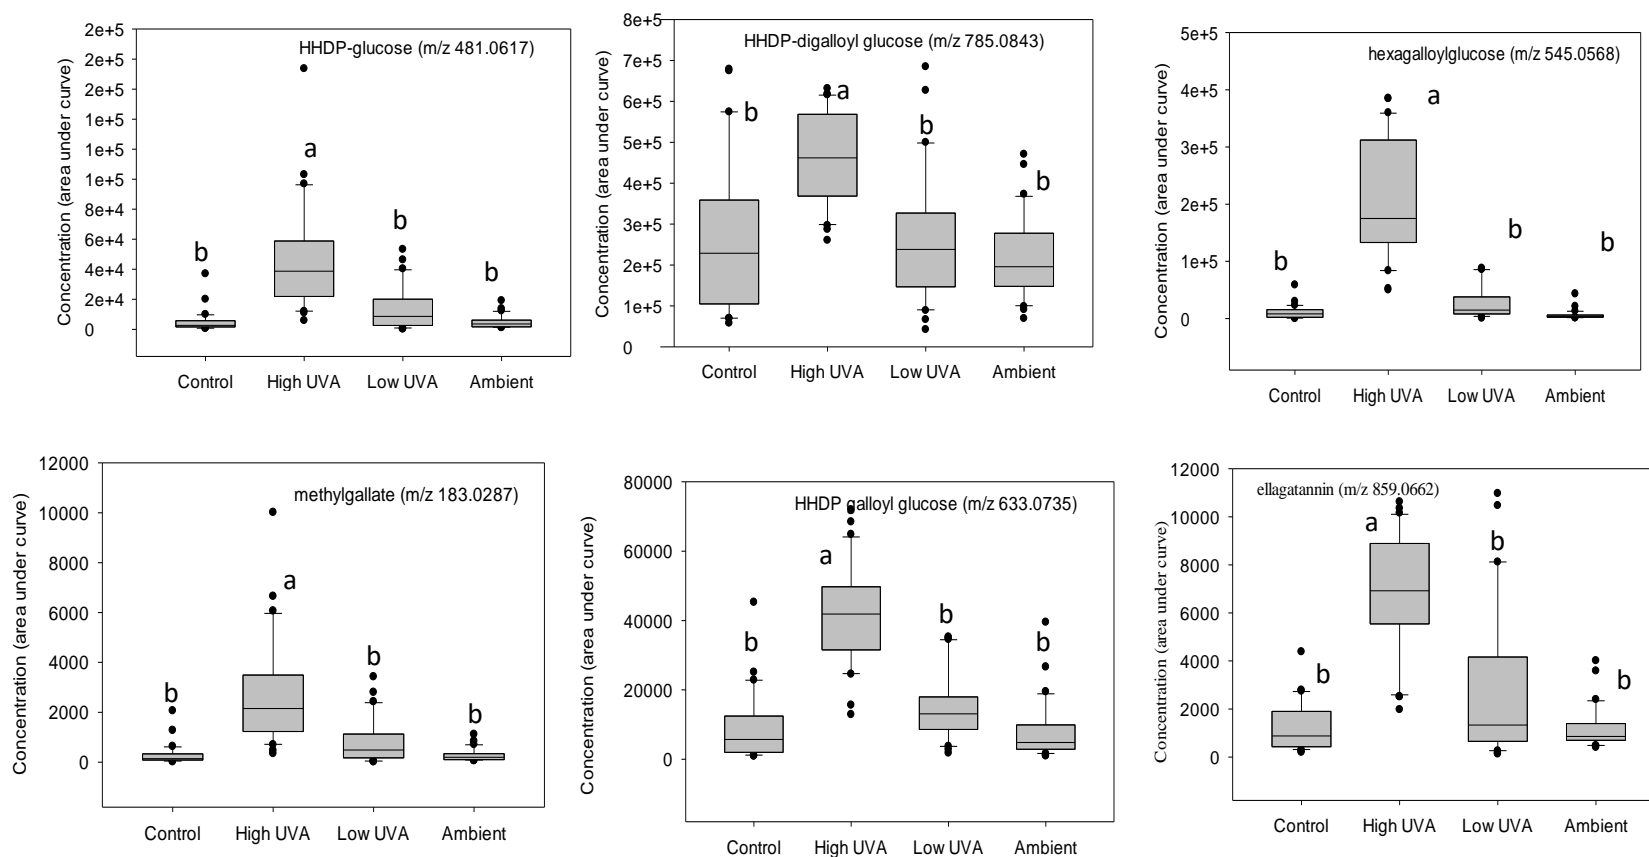 HHDP-glucose (m/z 481.0617)
Concentration (area under curve)
2e+5
2e+5
2e+5
1e+5
1e+5
1e+5
8e+4
6e+4
4e+4
2e+4
0
b
a
b
b
Control High UVA Low UVA Ambient
HHDP-digalloyl glucose (m/z 785.0843)
Concentration (area under curve)
8e+5
7e+5
6e+5
5e+5
4e+5
3e+5
2e+5
1e+5
0
b
a
b
b
Control High UVA Low UVA Ambient
hexagalloylglucose (m/z 545.0568)
Concentration (area under curve)
5e+5
4e+5
3e+5
2e+5
1e+5
0
b
a
b
b
Control High UVA Low UVA Ambient
methylgallate (m/z 183.0287)
Concentration (area under curve)
12000
10000
8000
6000
4000
2000
0
b
a
b
b
Control High UVA Low UVA Ambient
HHDP galloyl glucose (m/z 633.0735)
Concentration (area under curve)
80000
60000
40000
20000
0
b
a
b
b
Control High UVA Low UVA Ambient
ellagatannin (m/z 859.0662)
Concentration (area under curve)
12000
10000
8000
6000
4000
2000
0
b
a
b
b
Control High UVA Low UVA Ambient